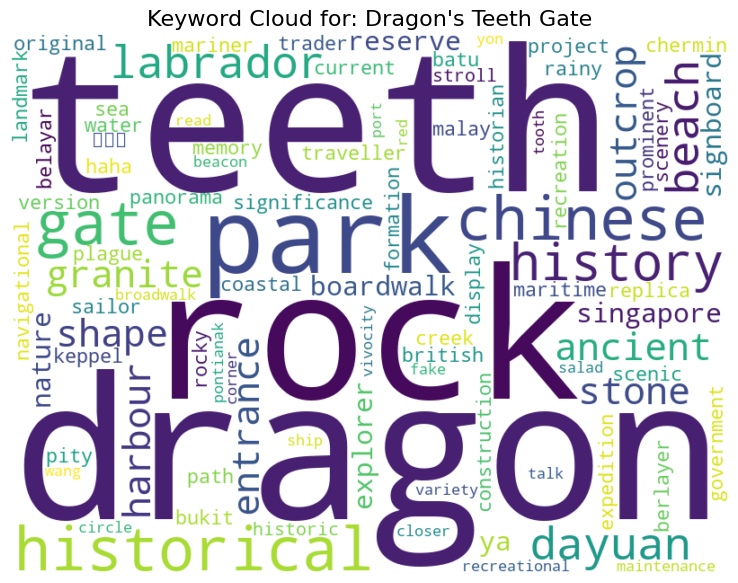 Keyword Cloud for: Dragon's Teeth Gate
original
mariner
trader
reserve
yon
project
chermin
landmark
labrador
current
batu
rainy
stroll
teeth
sea
water
read
port
red
malay
tooth
historian
outcrop
prominent
scenery
beach
signboard
belayar
haha
memory
beacon
traveller
recreation
version
panorama
significance
formation
gate
park
chinese
plague
granite
coastal
boardwalk
history
navigational
broadwalk
sailor
display
maritime
replica
nature
shape
keppel
rocky
pontianak
corner
rock
vivocity
creek
british
fake
singapore
ancient
salad
scenic
harbour
entrance
dragon
explorer
construction
stone
pity
wang
ship
path
bukit
variety
talk
expedition
berlayer
government
circle
historic
closer
ya
dayuan
historical
recreational
maintenance